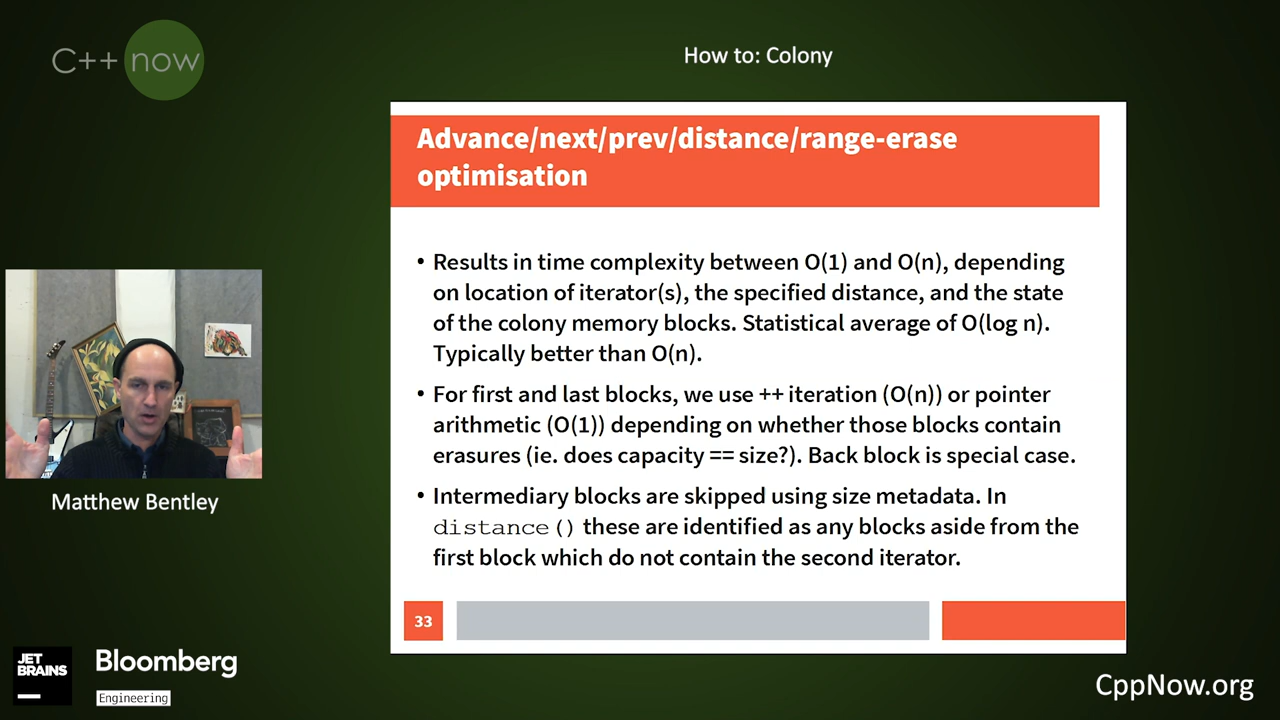 C++ now
How to: Colony
Advance/next/prev/distance/range-erase
optimisation
• Results in time complexity between O(1) and O(n), depending
on location of iterator(s), the specified distance, and the state
of the colony memory blocks. Statistical average of O(log n).
Typically better than O(n).
• For first and last blocks, we use ++ iteration (O(n)) or pointer
arithmetic (O(1)) depending on whether those blocks contain
erasures (ie. does capacity == size?). Back block is special case.
• Intermediary blocks are skipped using size metadata. In
distance() these are identified as any blocks aside from the
first block which do not contain the second iterator.
33
Matthew Bentley
JET
BRAINS
Bloomberg
Engineering
CppNow.org